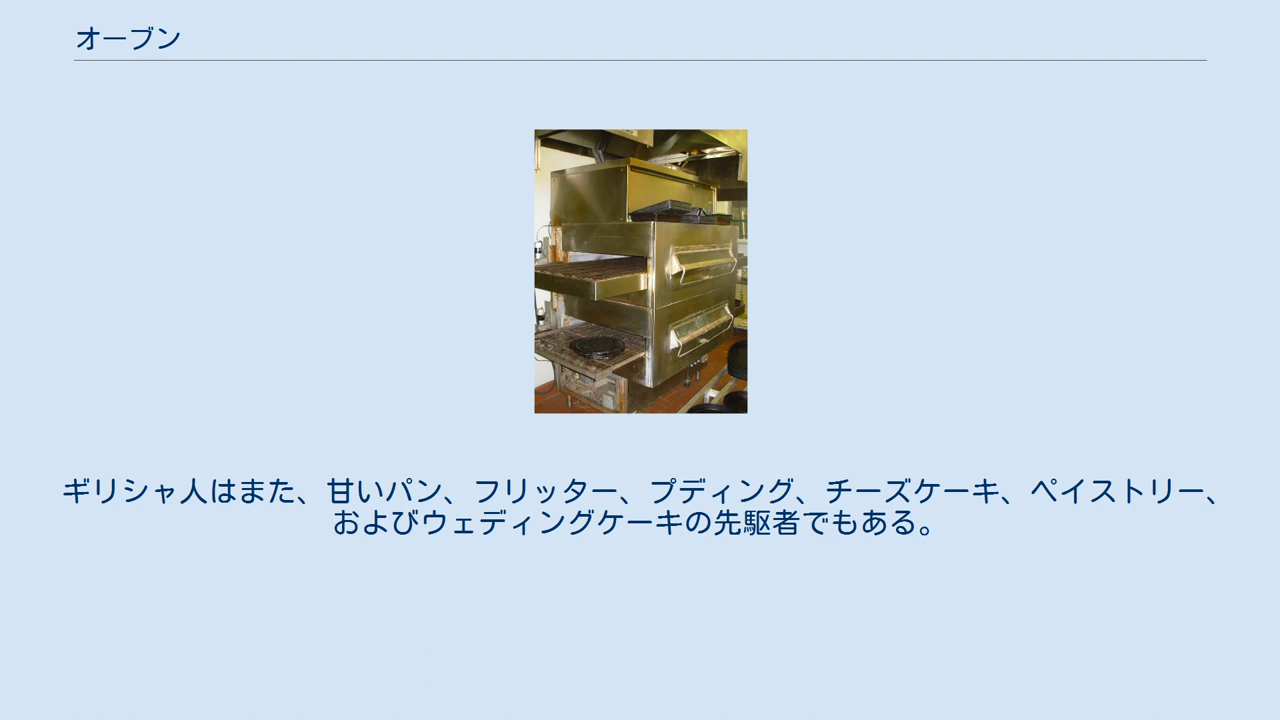 オーブン
ギリシャ人はまた、甘いパン、フリッター、プディング、チーズケーキ、ペイストリー、
およびウェディングケーキの先駆者でもある。